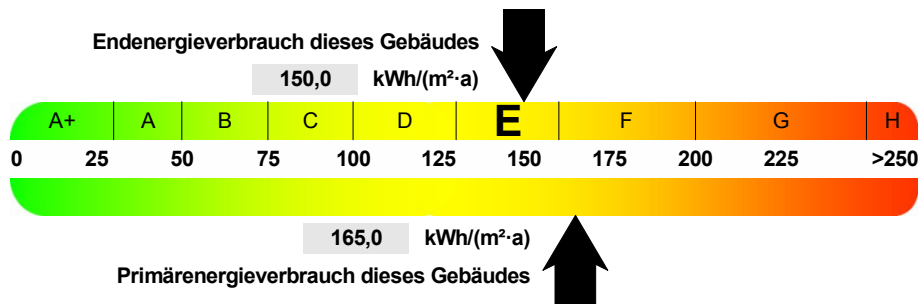 Endenergieverbrauch dieses Gebäudes
150,0 kWh/(m²·a)
A+ A B C D E F G H
0 25 50 75 100 125 150 175 200 225 >250
165,0 kWh/(m²·a)
Primärenergieverbrauch dieses Gebäudes